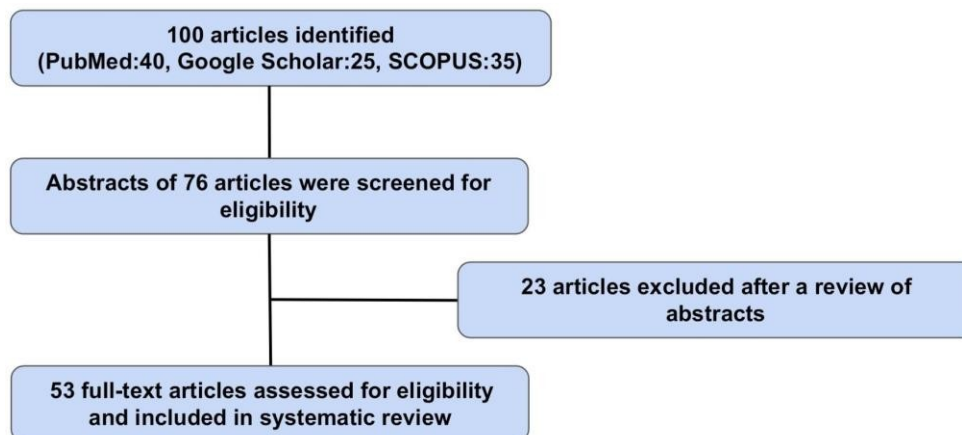 100 articles identified
(PubMed:40, Google Scholar:25, SCOPUS:35)
Abstracts of 76 articles were screened for
eligibility
23 articles excluded after a review of
abstracts
53 full-text articles assessed for eligibility
and included in systematic review